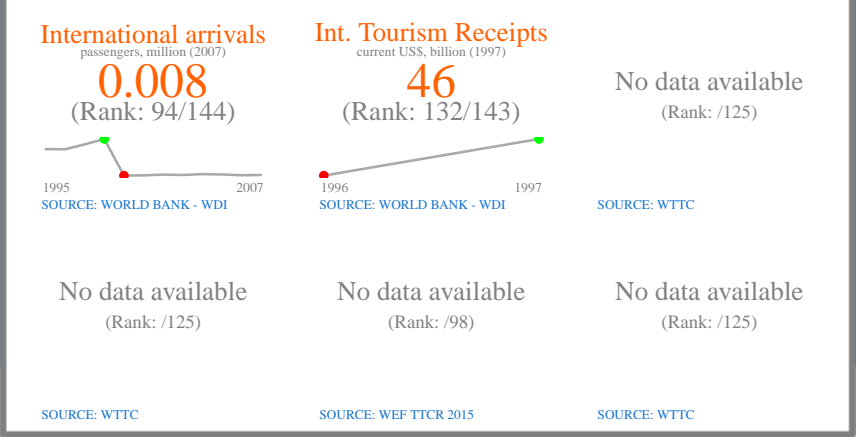 International arrivals
passengers, million (2007)
0.008
(Rank: 94/144)
1995 2007
SOURCE: WORLD BANK - WDI
Int. Tourism Receipts
current US$, billion (1997)
46
(Rank: 132/143)
1996 1997
SOURCE: WORLD BANK - WDI
No data available
(Rank: /125)
SOURCE: WTTC
No data available
(Rank: /125)
SOURCE: WTTC
No data available
(Rank: /98)
SOURCE: WEF TTCR 2015
No data available
(Rank: /125)
SOURCE: WTTC